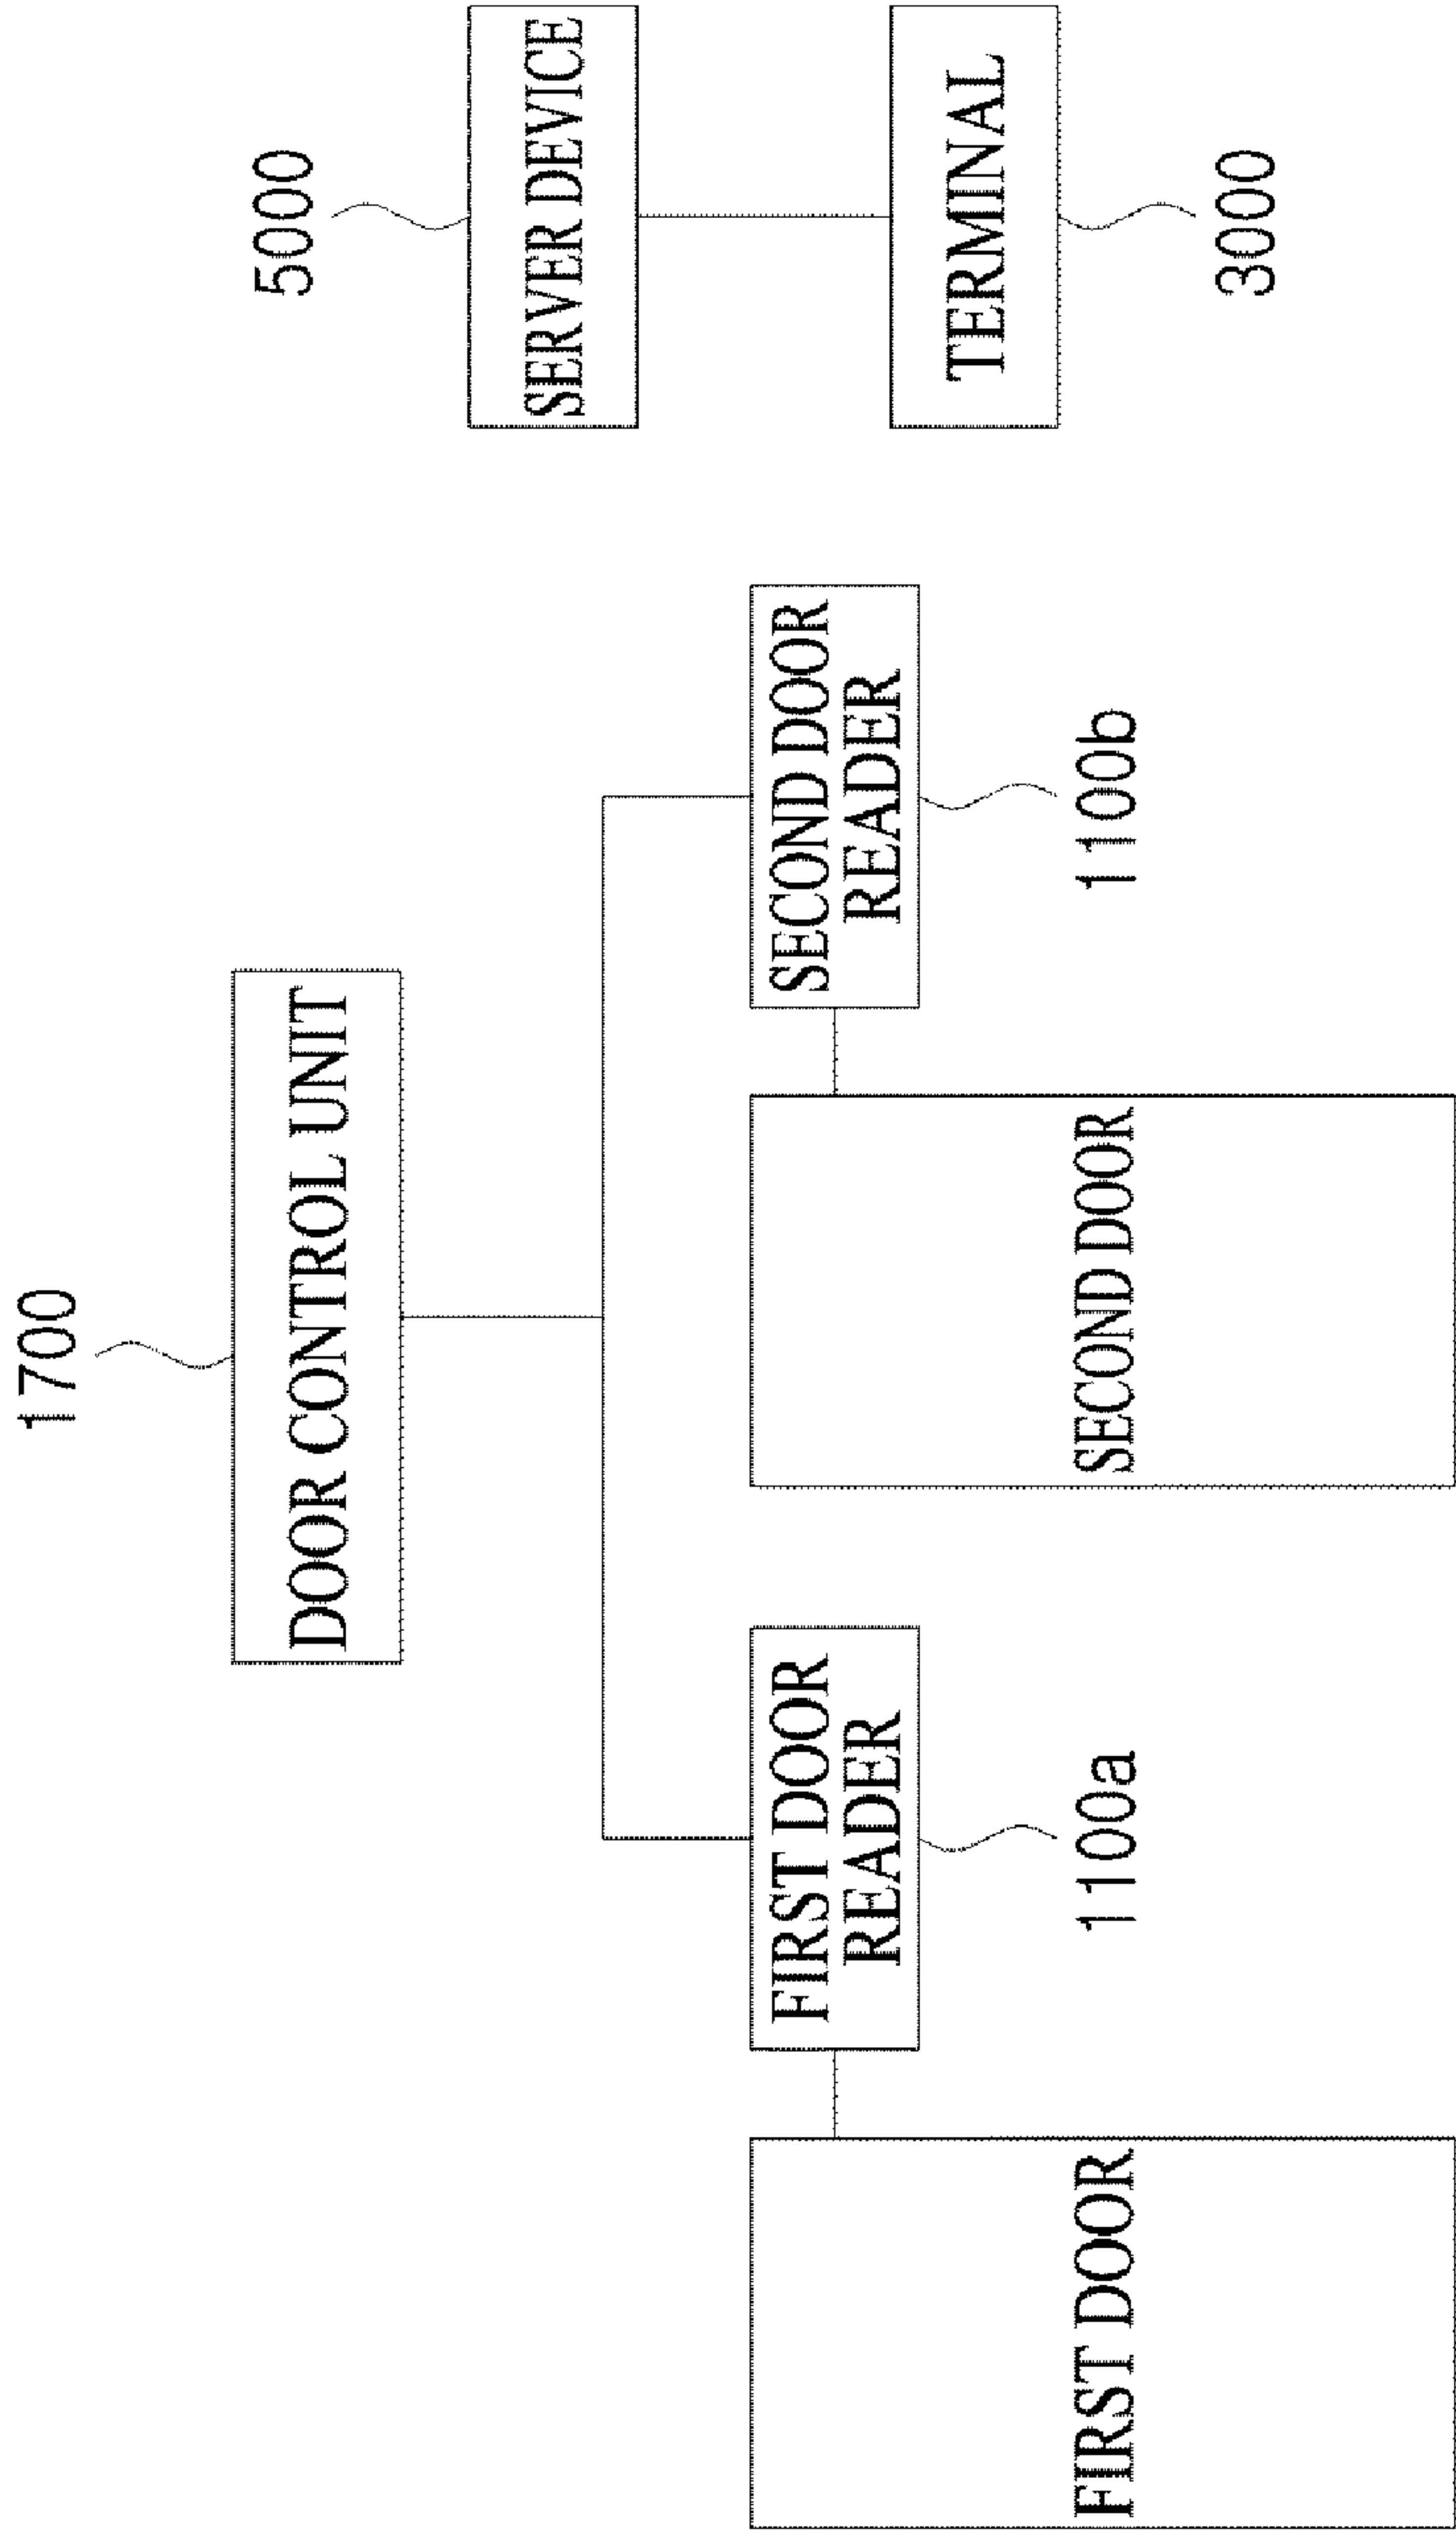 1700
DOOR CONTROL UNIT
5000
SERVER DEVICE
FIRST DOOR
FIRST DOOR
READER
1100a
SECOND DOOR
SECOND DOOR
READER
1100b
TERMINAL
3000